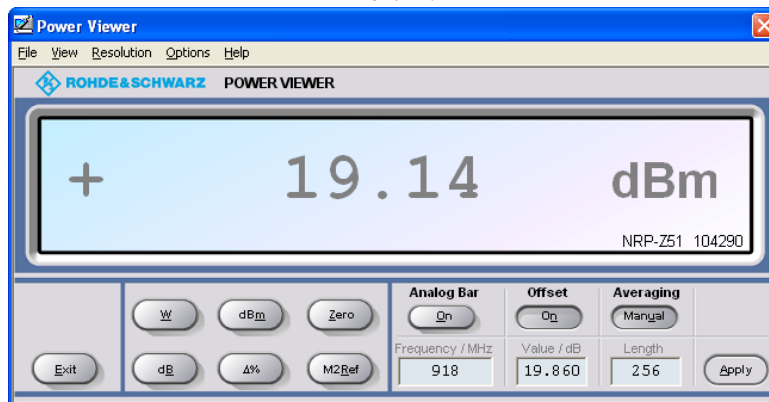 Power Viewer
File View Resolution Options Help
ROHDE&SCHWARZ POWER VIEWER
+ 19.14 dBm
NRP-Z51 104290
Analog Bar Offset Averaging
W dBm Zero On On Manual
Frequency / MHz Value / dB Length
Exit dB Δ% M2Ref 918 19.860 256 Apply